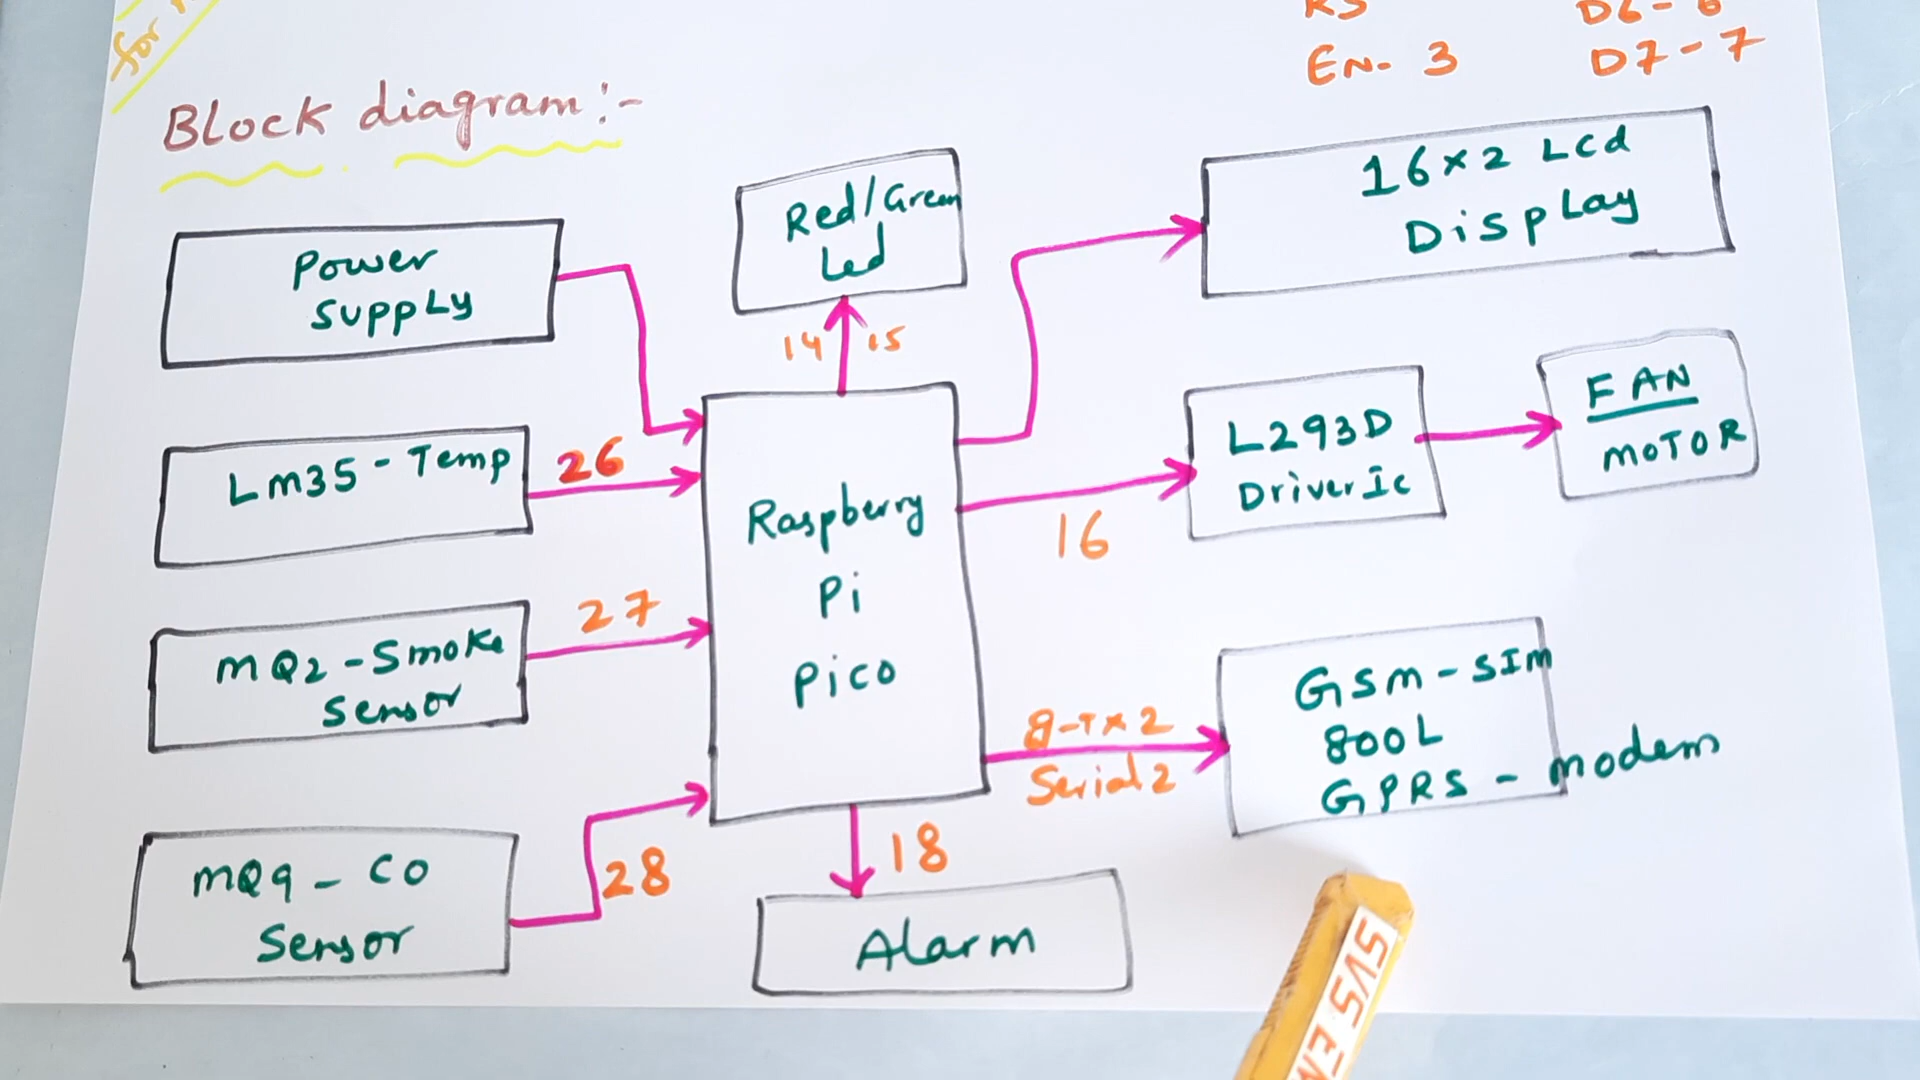 for
RS
D6-6
EN- 3
D7-7
Block diagram:-
Red/Green
Led
16x2 Lcd
Display
Power
Supply
14 15
FAN
MOTOR
L293D
Driver Ic
Lm35-Temp
26
16
Raspberry
Pi
Pico
MQ2-Smoke
Sensor
27
Gsm-SIM
800L
GPRS - modem
8-Tx2
Serial2
MQ9-CO
Sensor
28
18
Alarm
SVS EM